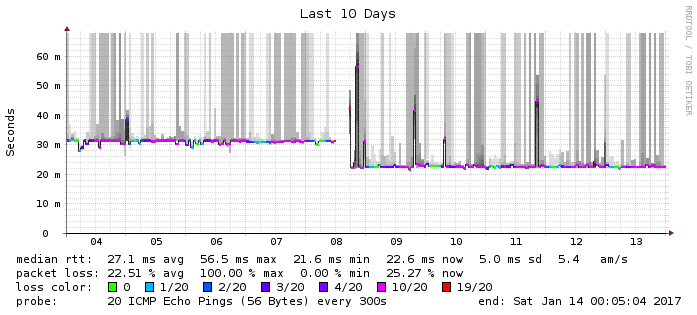 Last 10 Days
RRDTOOL / TOBI OETIKER
Seconds
60 m
50 m
40 m
30 m
20 m
10 m
0
04 05 06 07 08 09 10 11 12 13
median rtt: 27.1 ms avg 56.5 ms max 21.6 ms min 22.6 ms now 5.0 ms sd 5.4 am/s
packet loss: 22.51 % avg 100.00 % max 0.00 % min 25.27 % now
loss color: 0 1/20 2/20 3/20 4/20 10/20 19/20
probe: 20 ICMP Echo Pings (56 Bytes) every 300s end: Sat Jan 14 00:05:04 2017